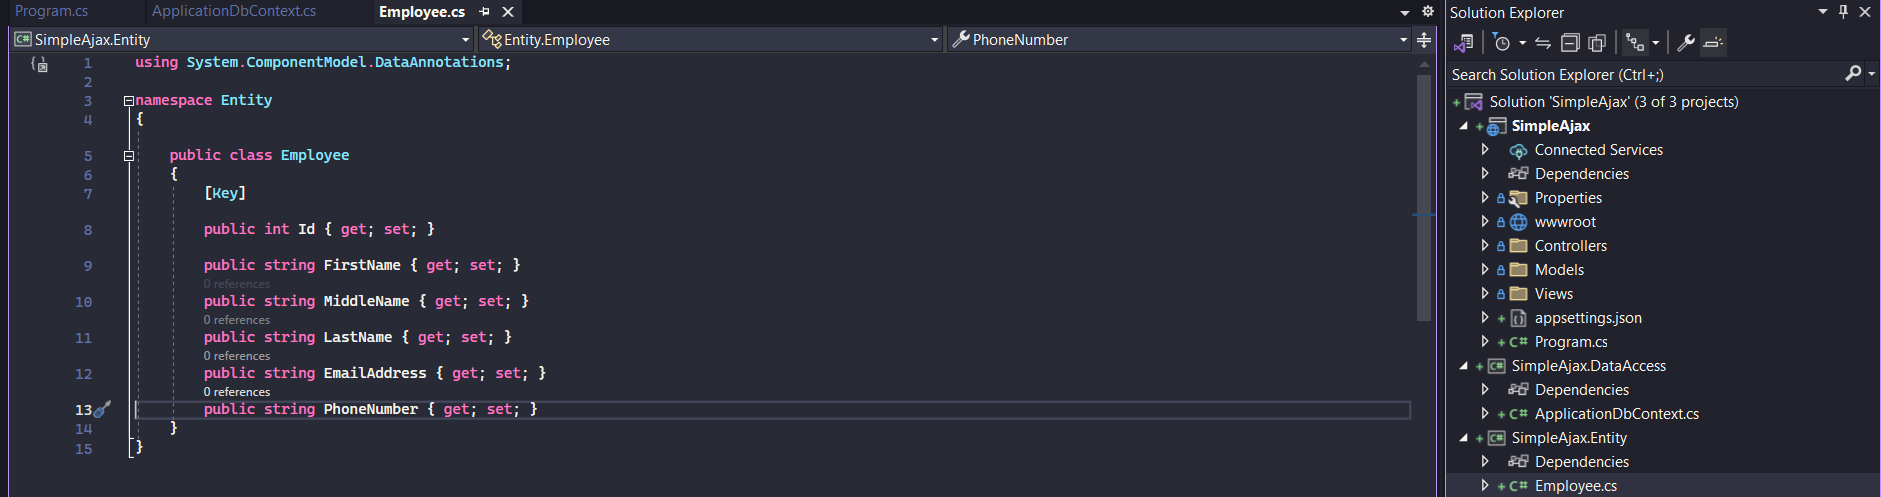 Program.cs ApplicationDbContext.cs Employee.cs
SimpleAjax.Entity Entity.Employee PhoneNumber
1 using System.ComponentModel.DataAnnotations;
2
3 namespace Entity
4 {
5 public class Employee
6 {
7 [Key]
8 public int Id { get; set; }
9 public string FirstName { get; set; }
0 references
10 public string MiddleName { get; set; }
0 references
11 public string LastName { get; set; }
0 references
12 public string EmailAddress { get; set; }
0 references
13 public string PhoneNumber { get; set; }
14 }
15 }
Solution Explorer
Search Solution Explorer (Ctrl+;)
Solution 'SimpleAjax' (3 of 3 projects)
SimpleAjax
Connected Services
Dependencies
Properties
wwwroot
Controllers
Models
Views
appsettings.json
C# Program.cs
C# SimpleAjax.DataAccess
Dependencies
C# ApplicationDbContext.cs
C# SimpleAjax.Entity
Dependencies
C# Employee.cs